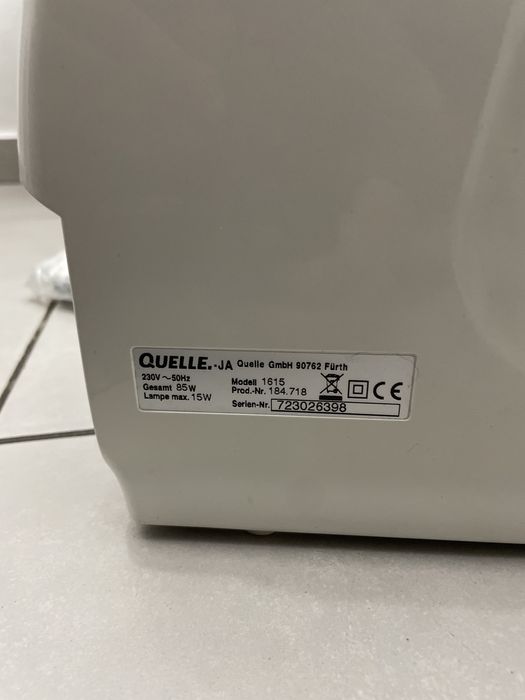 QUELLE.-JA Quelle GmbH 90762 Fürth
230V~50Hz
Gesamt 85W Modell 1615
Lampe max. 15W Prod.-Nr. 184.718
Serien-Nr. 723026398
CE